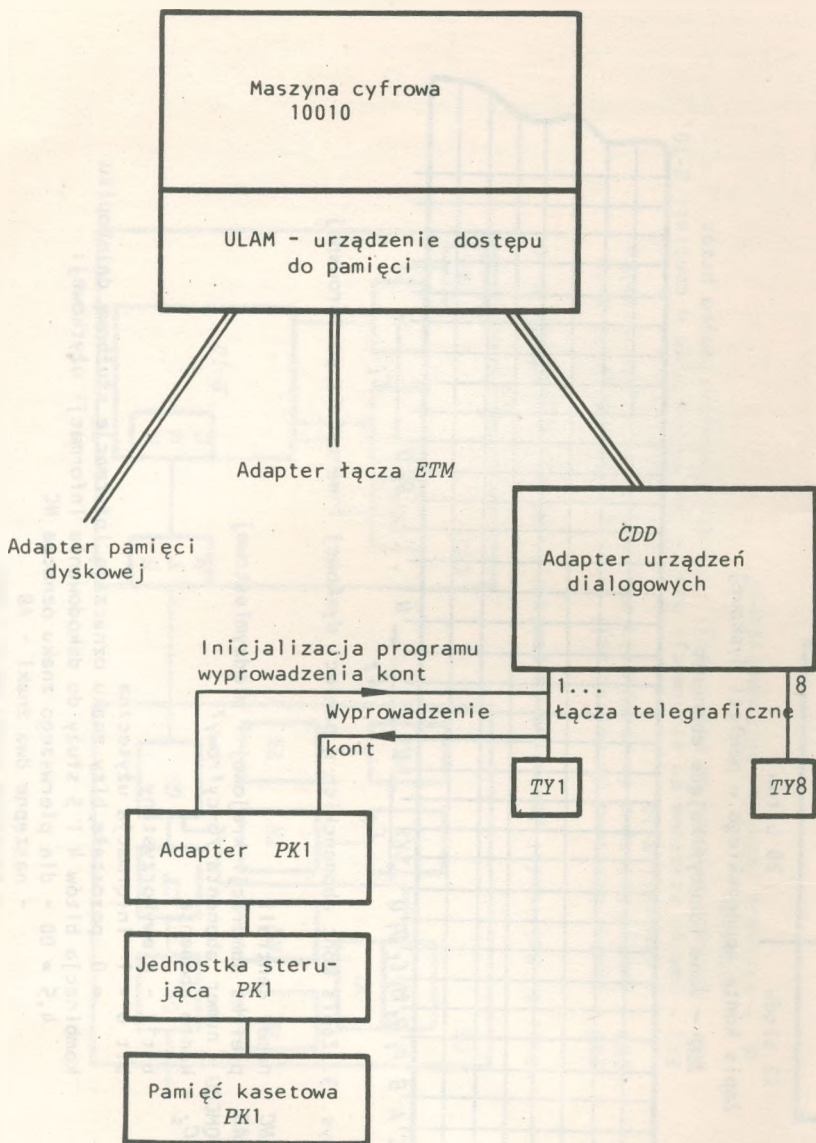 Maszyna cyfrowa
10010
ULAM - urządzenie dostępu
do pamięci
Adapter łącza ETM
Adapter pamięci
dyskowej
CDD
Adapter urządzeń
dialogowych
Inicjalizacja programu
wyprowadzenia kont
1...
8
Wyprowadzenie
Łącza telegraficzne
kont
TY1
TY8
Adapter PK1
Jednostka steru-
jąca PK1
Pamięć kasetowa
PK1